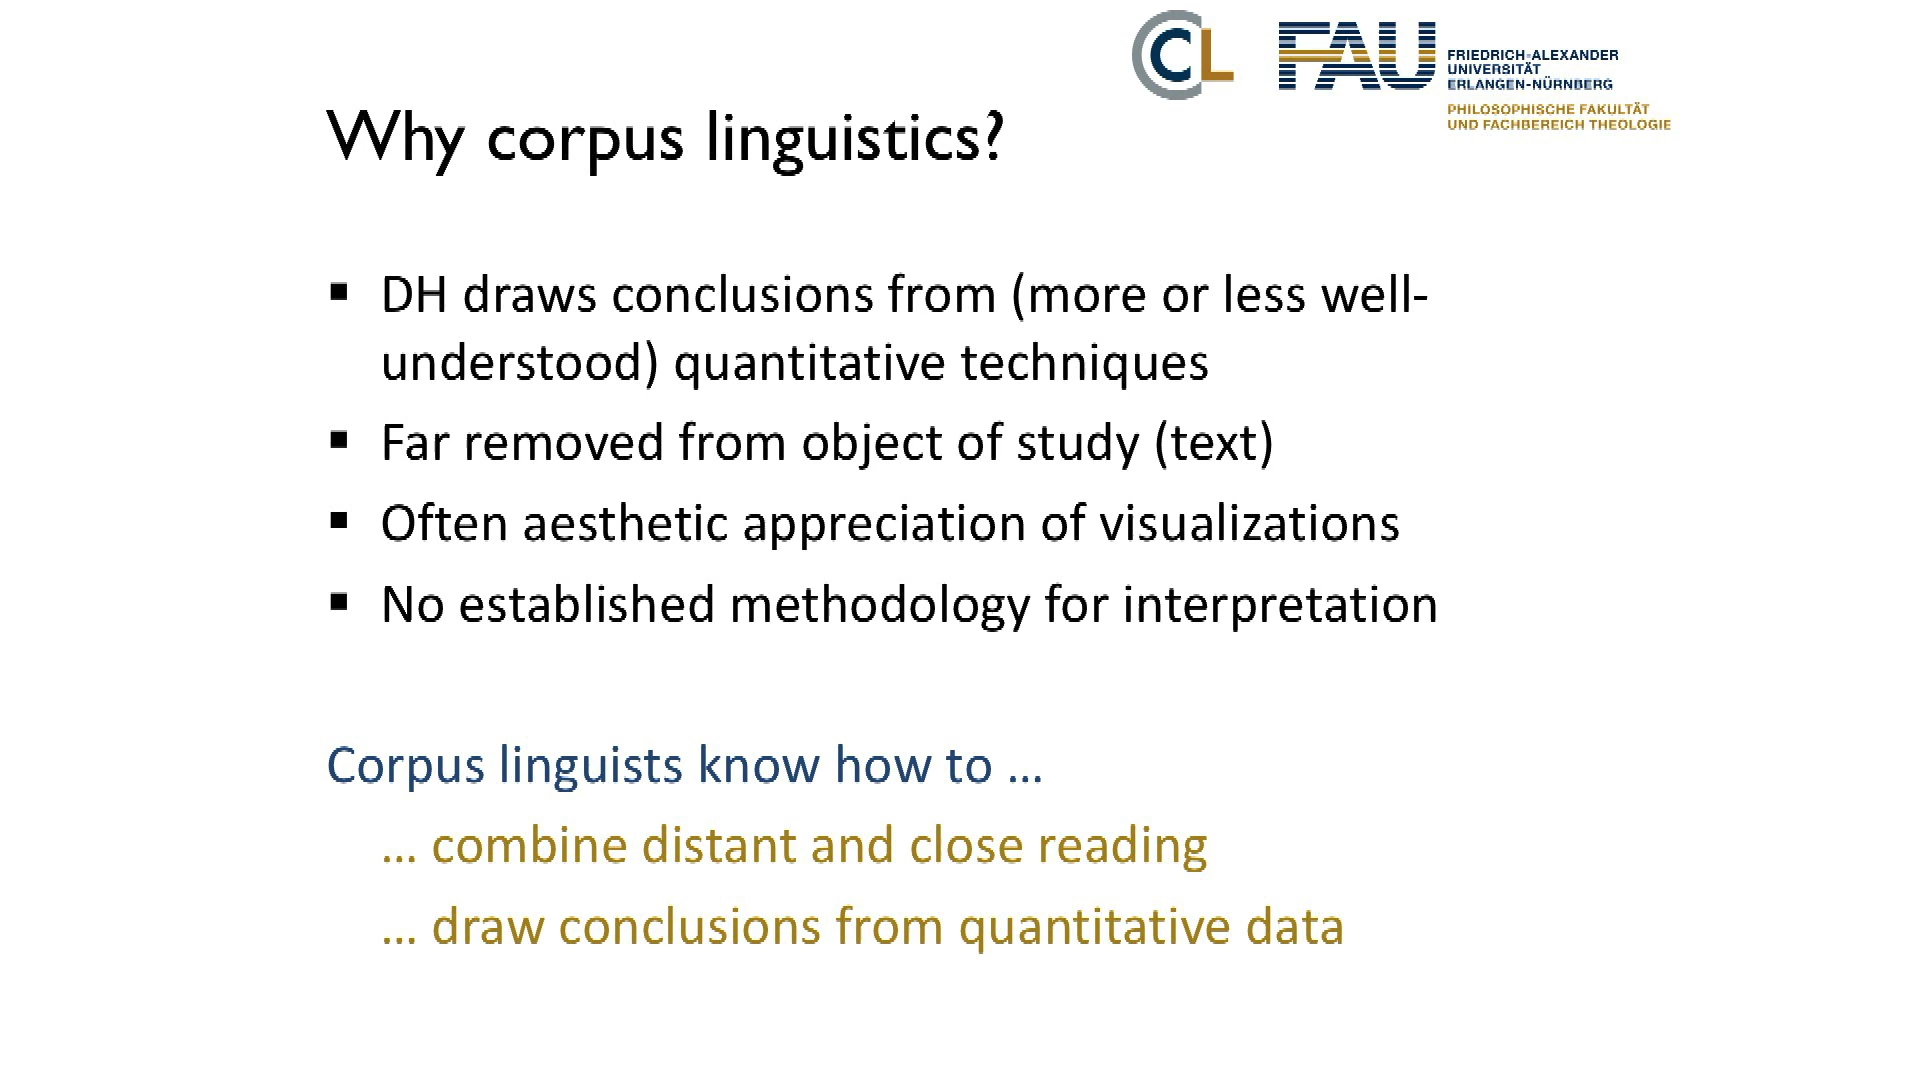 CCL
FAU
FRIEDRICH-ALEXANDER
UNIVERSITÄT
ERLANGEN-NÜRNBERG
PHILOSOPHISCHE FAKULTÄT
UND FACHBEREICH THEOLOGIE
Why corpus linguistics?
▪ DH draws conclusions from (more or less well-
understood) quantitative techniques
▪ Far removed from object of study (text)
▪ Often aesthetic appreciation of visualizations
▪ No established methodology for interpretation
Corpus linguists know how to …
… combine distant and close reading
… draw conclusions from quantitative data